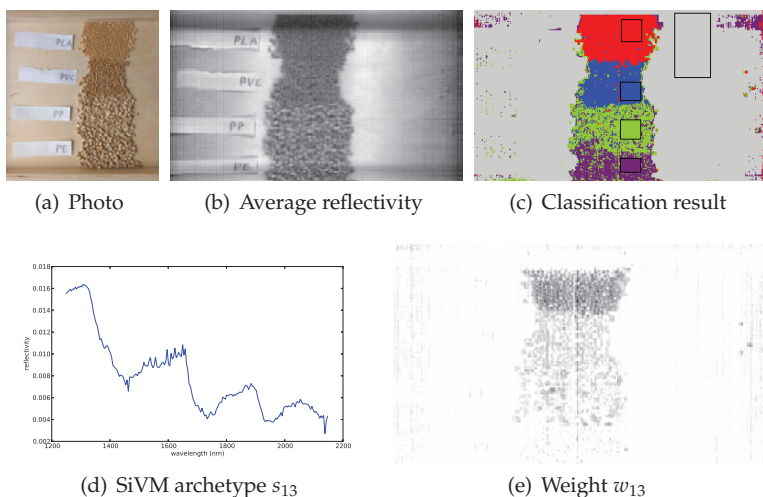 PLA
PVC
PP
PE
PLA
PVC
PP
PE
(a) Photo
(b) Average reflectivity
(c) Classification result
0.018
0.016
0.014
0.012
0.010
0.008
0.006
0.004
0.002
reflectivity
1200 1400 1600 1800 2000 2200
wavelength (nm)
(d) SiVM archetype s13
(e) Weight w13